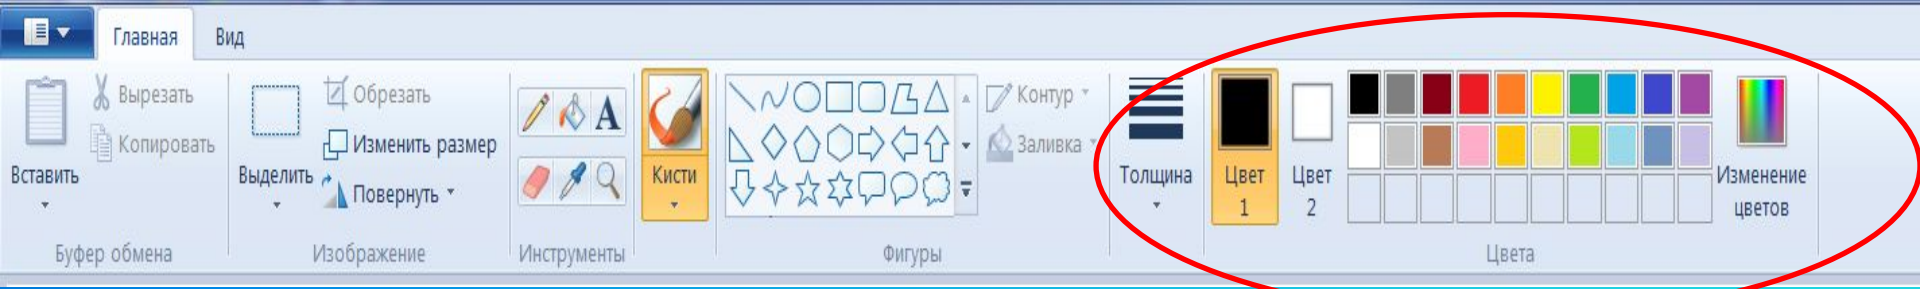 Главная Вид
Вырезать
Копировать
Вставить
Буфер обмена
Обрезать
Изменить размер
Повернуть
Выделить
Изображение
A
Инструменты
Кисти
Контур
Заливка
Фигуры
Толщина
Цвет
1
Цвет
2
Изменение
цветов
Цвета